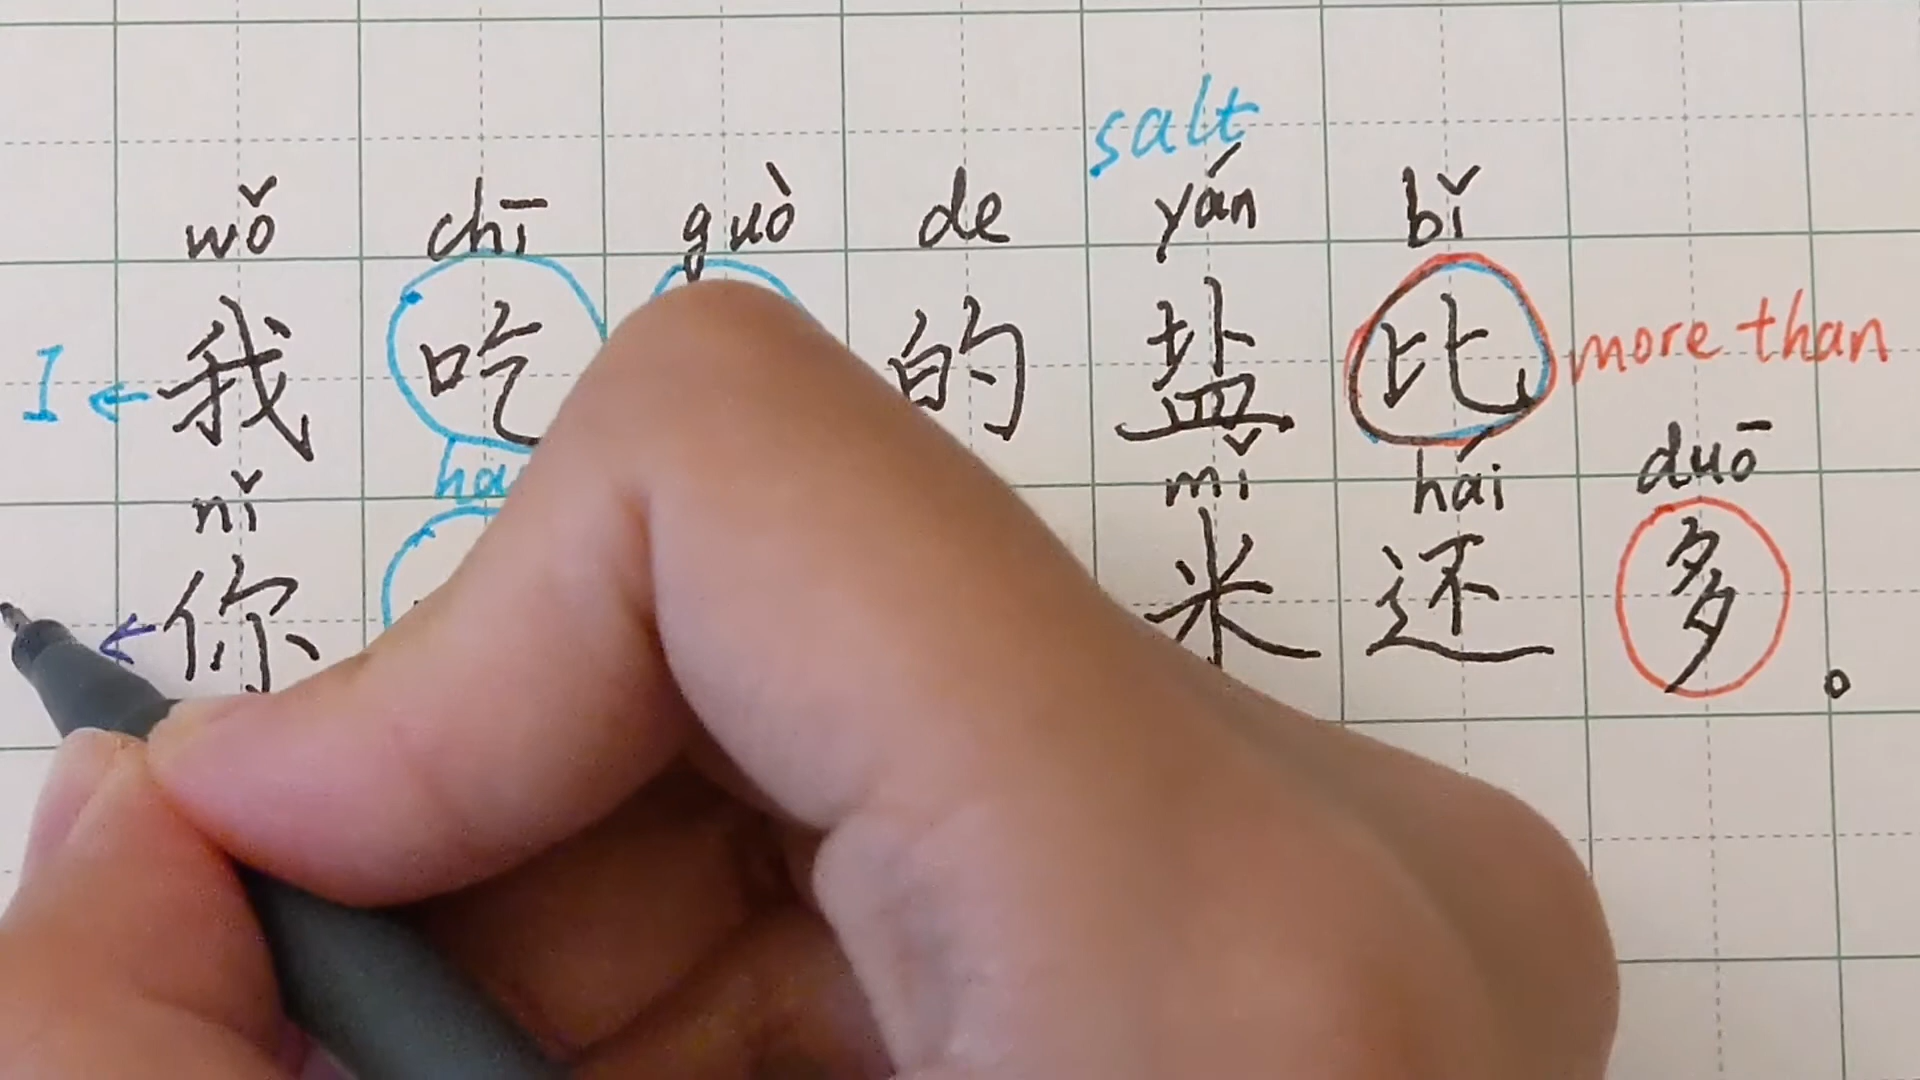 salt
wǒ chī guò de yán bǐ
I ← 我 吃 的 盐 比 more than
nǐ mǐ hái duō
你 米 还 多 。